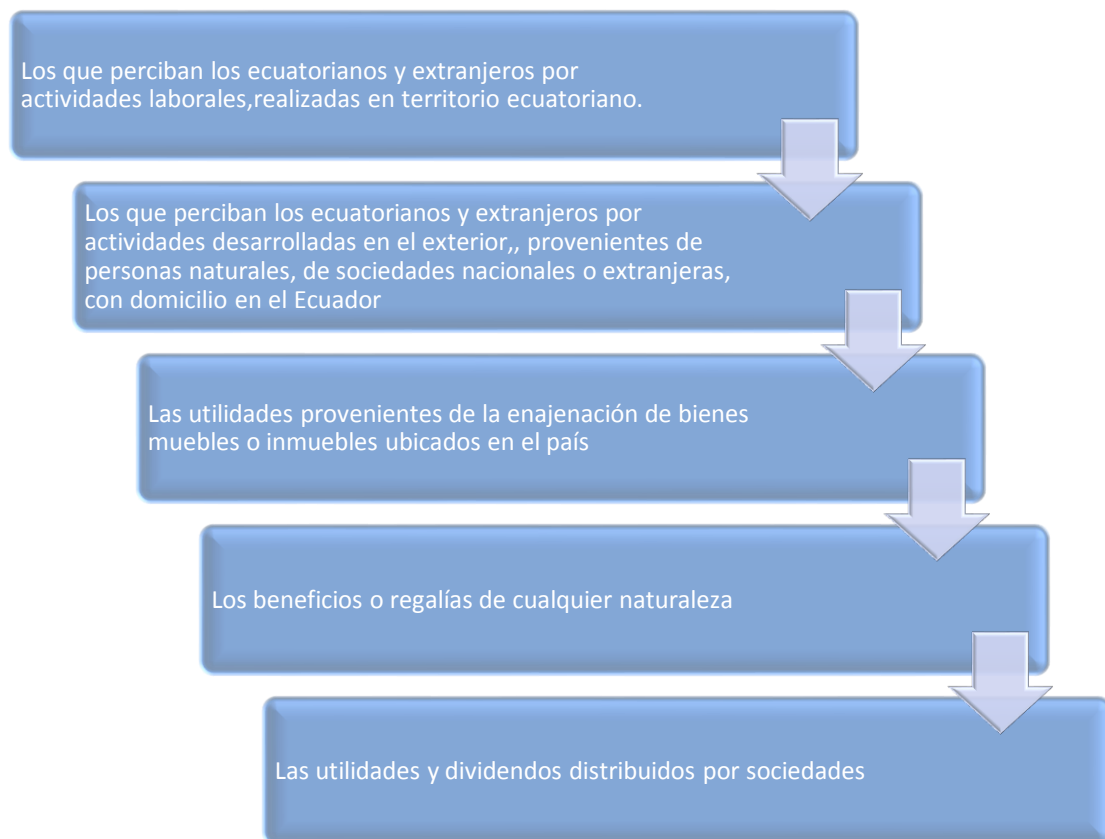 Los que perciban los ecuatorianos y extranjeros por
actividades laborales,realizadas en territorio ecuatoriano.
Los que perciban los ecuatorianos y extranjeros por
actividades desarrolladas en el exterior,, provenientes de
personas naturales, de sociedades nacionales o extranjeras,
con domicilio en el Ecuador
Las utilidades provenientes de la enajenación de bienes
muebles o inmuebles ubicados en el país
Los beneficios o regalías de cualquier naturaleza
Las utilidades y dividendos distribuidos por sociedades